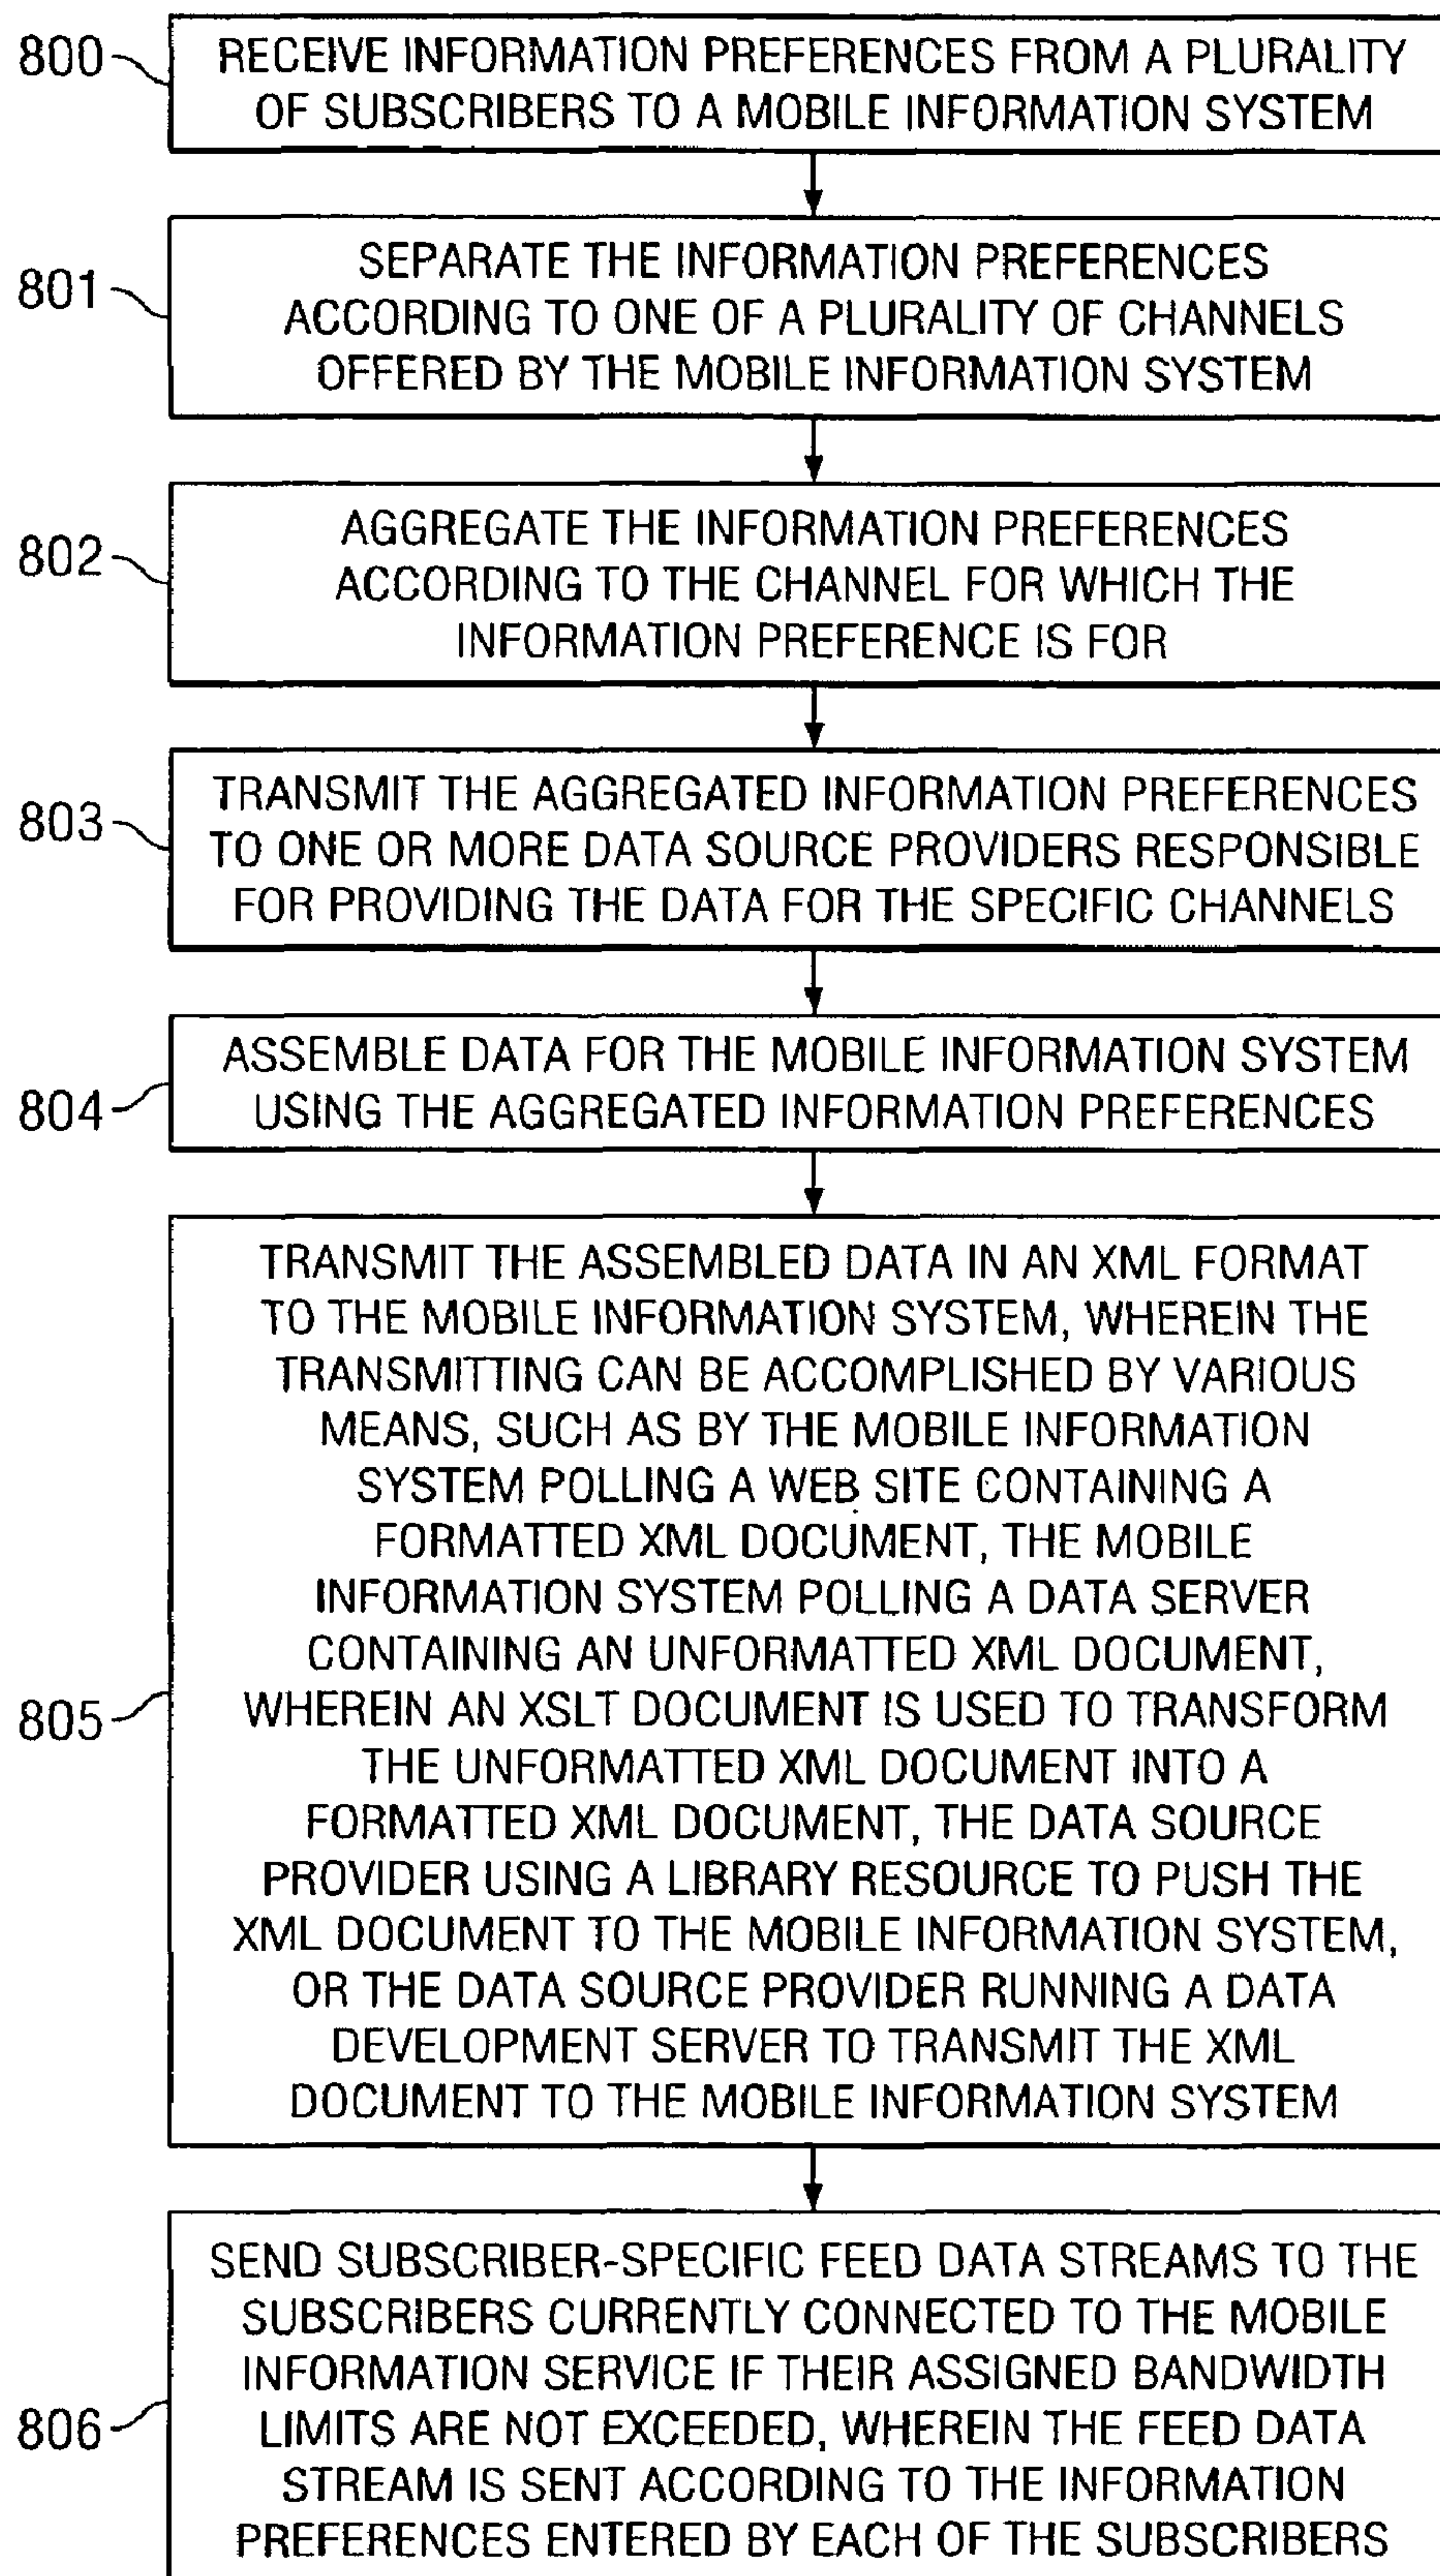 800
RECEIVE INFORMATION PREFERENCES FROM A PLURALITY
OF SUBSCRIBERS TO A MOBILE INFORMATION SYSTEM
801
SEPARATE THE INFORMATION PREFERENCES
ACCORDING TO ONE OF A PLURALITY OF CHANNELS
OFFERED BY THE MOBILE INFORMATION SYSTEM
802
AGGREGATE THE INFORMATION PREFERENCES
ACCORDING TO THE CHANNEL FOR WHICH THE
INFORMATION PREFERENCE IS FOR
803
TRANSMIT THE AGGREGATED INFORMATION PREFERENCES
TO ONE OR MORE DATA SOURCE PROVIDERS RESPONSIBLE
FOR PROVIDING THE DATA FOR THE SPECIFIC CHANNELS
804
ASSEMBLE DATA FOR THE MOBILE INFORMATION SYSTEM
USING THE AGGREGATED INFORMATION PREFERENCES
805
TRANSMIT THE ASSEMBLED DATA IN AN XML FORMAT
TO THE MOBILE INFORMATION SYSTEM, WHEREIN THE
TRANSMITTING CAN BE ACCOMPLISHED BY VARIOUS
MEANS, SUCH AS BY THE MOBILE INFORMATION
SYSTEM POLLING A WEB SITE CONTAINING A
FORMATTED XML DOCUMENT, THE MOBILE
INFORMATION SYSTEM POLLING A DATA SERVER
CONTAINING AN UNFORMATTED XML DOCUMENT,
WHEREIN AN XSLT DOCUMENT IS USED TO TRANSFORM
THE UNFORMATTED XML DOCUMENT INTO A
FORMATTED XML DOCUMENT, THE DATA SOURCE
PROVIDER USING A LIBRARY RESOURCE TO PUSH THE
XML DOCUMENT TO THE MOBILE INFORMATION SYSTEM,
OR THE DATA SOURCE PROVIDER RUNNING A DATA
DEVELOPMENT SERVER TO TRANSMIT THE XML
DOCUMENT TO THE MOBILE INFORMATION SYSTEM
806
SEND SUBSCRIBER-SPECIFIC FEED DATA STREAMS TO THE
SUBSCRIBERS CURRENTLY CONNECTED TO THE MOBILE
INFORMATION SERVICE IF THEIR ASSIGNED BANDWIDTH
LIMITS ARE NOT EXCEEDED, WHEREIN THE FEED DATA
STREAM IS SENT ACCORDING TO THE INFORMATION
PREFERENCES ENTERED BY EACH OF THE SUBSCRIBERS